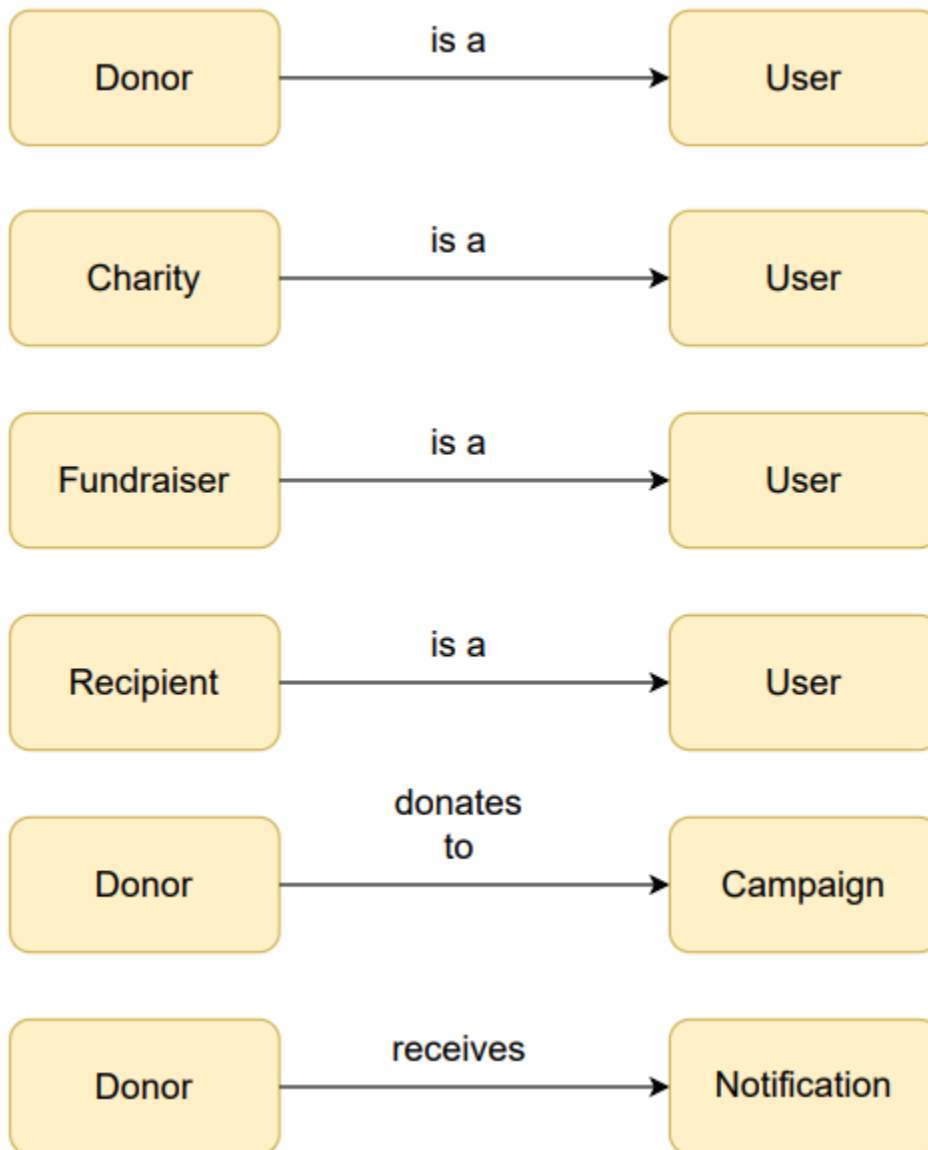 is a
Donor
User
is a
Charity
User
is a
Fundraiser
User
is a
Recipient
User
donates
to
Donor
Campaign
receives
Donor
Notification